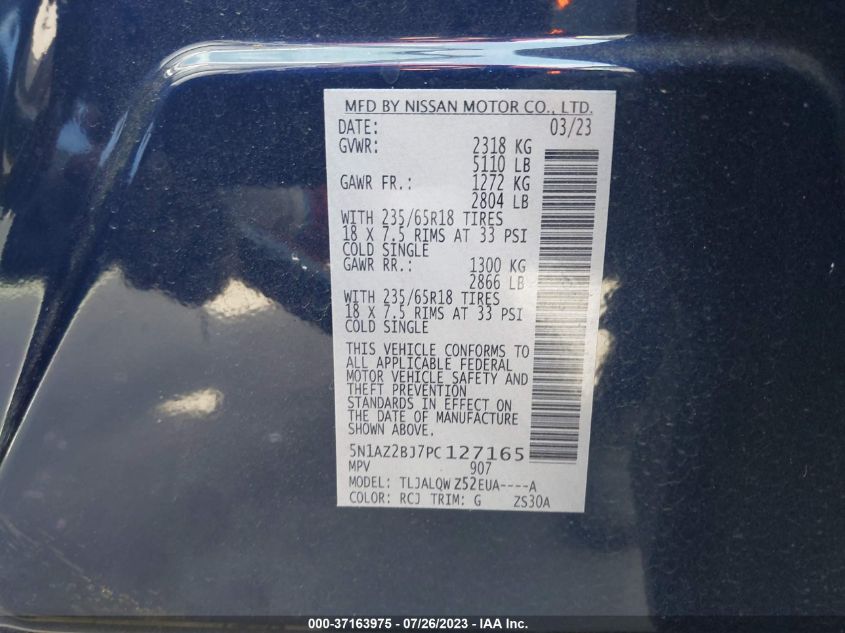 MFD BY NISSAN MOTOR CO., LTD.
DATE: 03/23
GVWR: 2318 KG
5110 LB
GAWR FR.: 1272 KG
2804 LB
WITH 235/65R18 TIRES
18 X 7.5 RIMS AT 33 PSI
COLD SINGLE
GAWR RR.: 1300 KG
2866 LB
WITH 235/65R18 TIRES
18 X 7.5 RIMS AT 33 PSI
COLD SINGLE
THIS VEHICLE CONFORMS TO
ALL APPLICABLE FEDERAL
MOTOR VEHICLE SAFETY AND
THEFT PREVENTION
STANDARDS IN EFFECT ON
THE DATE OF MANUFACTURE
SHOWN ABOVE.
5N1AZ2BJ7PC127165
MPV 907
MODEL: TLJALQW Z52EUA----A
COLOR: RCJ TRIM: G ZS30A
000-37163975 / 07/26/2023 - IAA Inc.